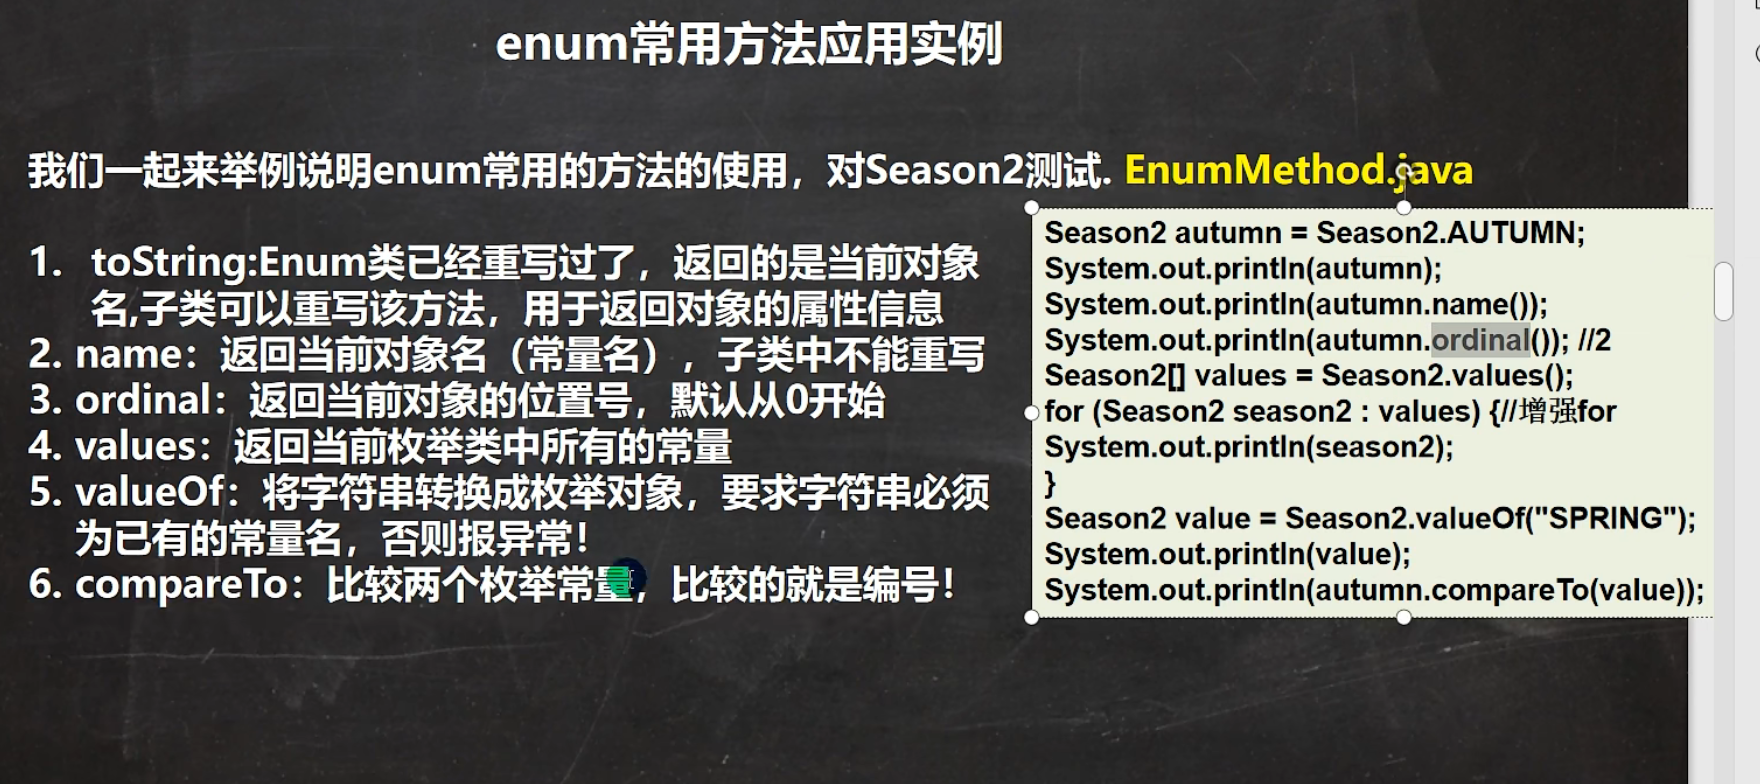 enum常用方法应用实例
我们一起来举例说明enum常用的方法的使用，对Season2测试. EnumMethod.java
1. toString:Enum类已经重写过了，返回的是当前对象
名,子类可以重写该方法，用于返回对象的属性信息
2. name：返回当前对象名（常量名），子类中不能重写
3. ordinal：返回当前对象的位置号，默认从0开始
4. values：返回当前枚举类中所有的常量
5. valueOf：将字符串转换成枚举对象，要求字符串必须
为已有的常量名，否则报异常！
6. compareTo：比较两个枚举常量，比较的就是编号！
Season2 autumn = Season2.AUTUMN;
System.out.println(autumn);
System.out.println(autumn.name());
System.out.println(autumn.ordinal()); //2
Season2[] values = Season2.values();
for (Season2 season2 : values) {//增强for
System.out.println(season2);
}
Season2 value = Season2.valueOf("SPRING");
System.out.println(value);
System.out.println(autumn.compareTo(value));